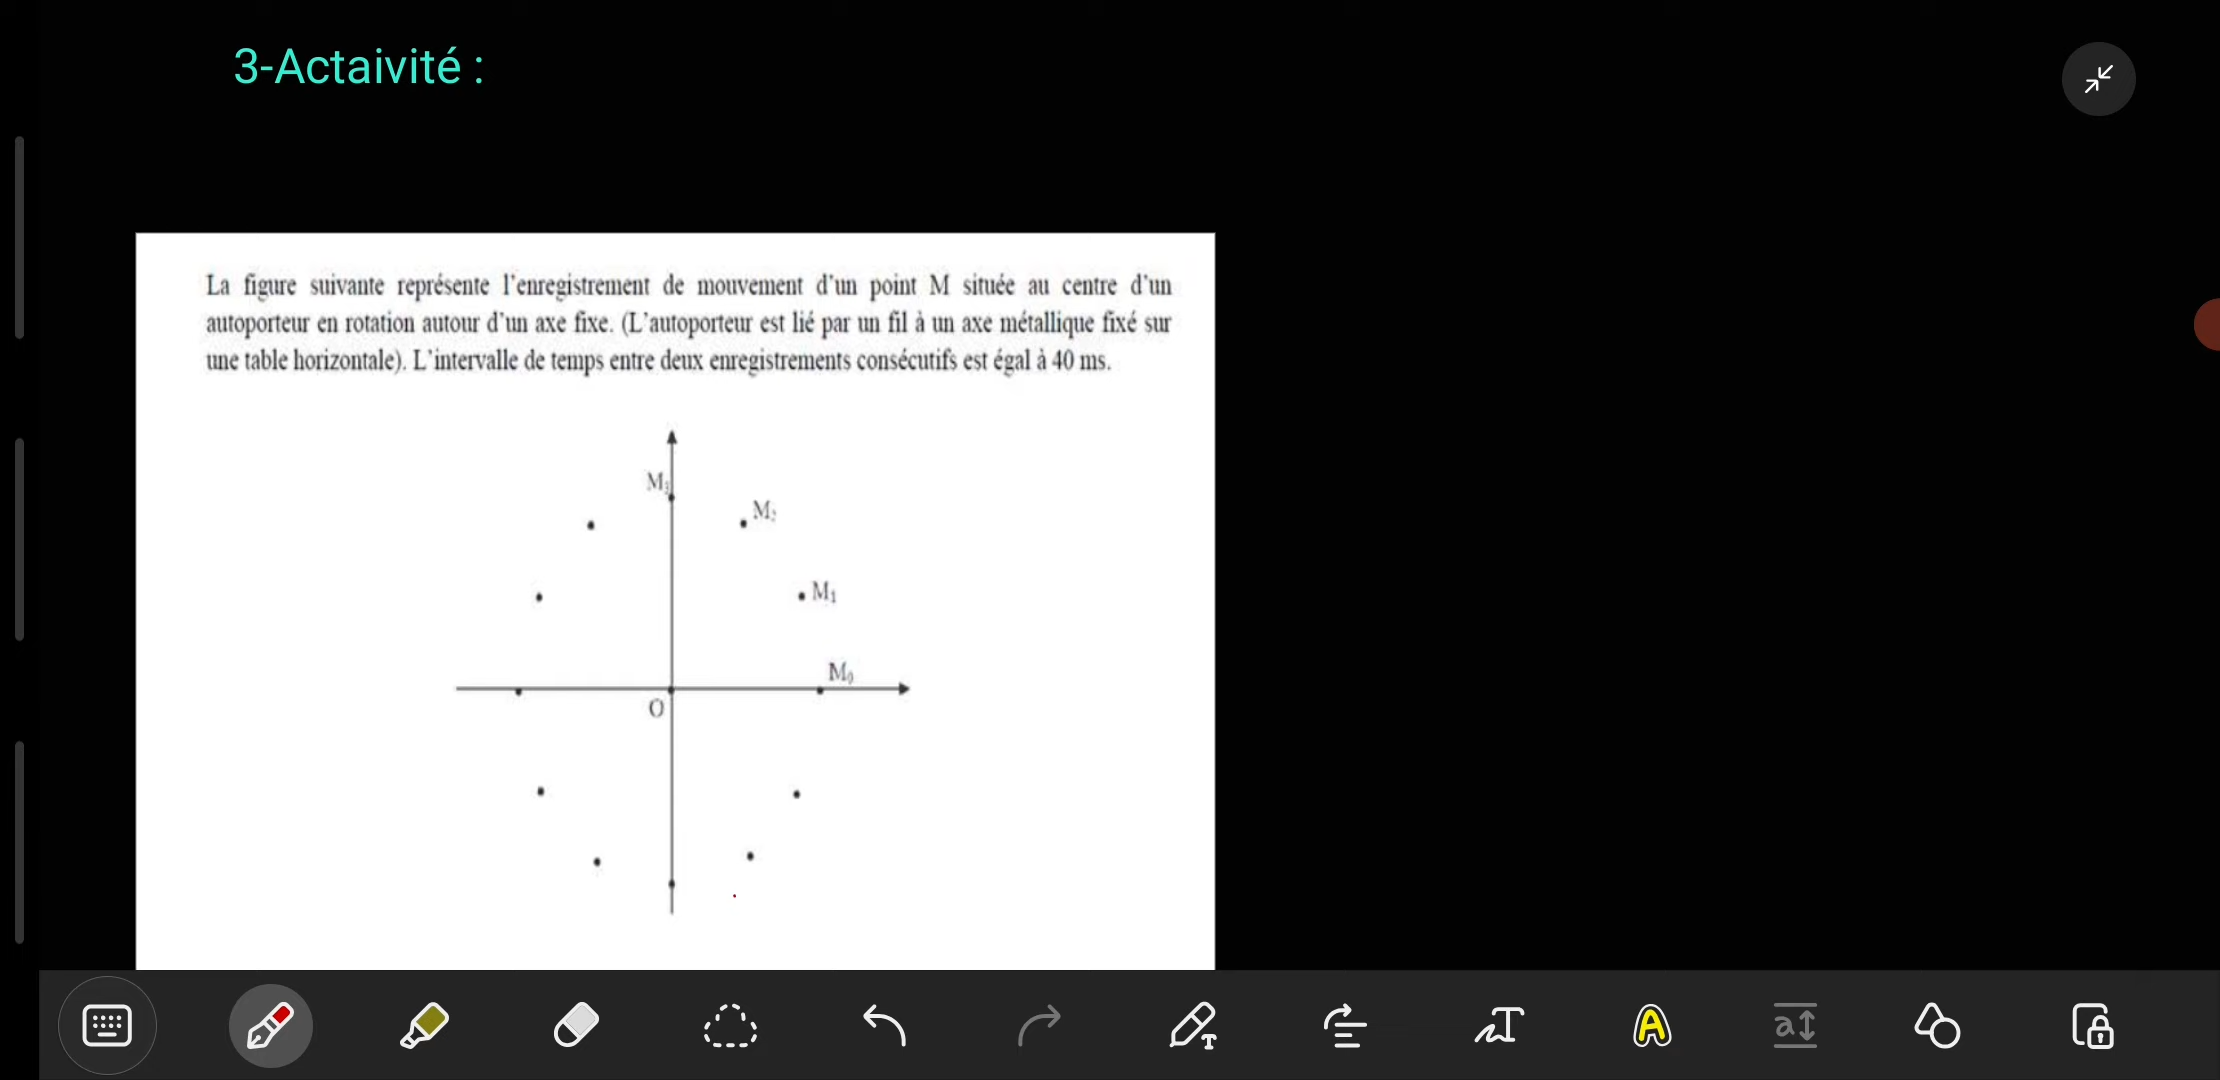 3-Actaivité :
La figure suivante représente l'enregistrement de mouvement d'un point M située au centre d'un
autoporteur en rotation autour d'un axe fixe. (L'autoporteur est lié par un fil à un axe métallique fixé sur
une table horizontale). L'intervalle de temps entre deux enregistrements consécutifs est égal à 40 ms.
M₃
M₂
M₁
M₀
O